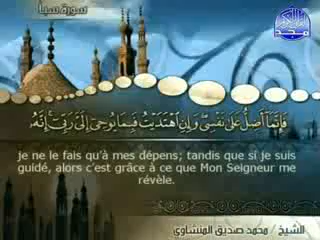 سورة سبأ
فَإِنَّمَا أَضِلُّ عَلَىٰ نَفْسِي وَإِنِ اهْتَدَيْتُ فَبِمَا يُوحِي إِلَيَّ رَبِّي ۚ إِنَّهُ
je ne le fais qu'à mes dépens; tandis que si je suis
guidé, alors c'est grâce à ce que Mon Seigneur me
révèle.
الشيخ / محمد صديق المنشاوي